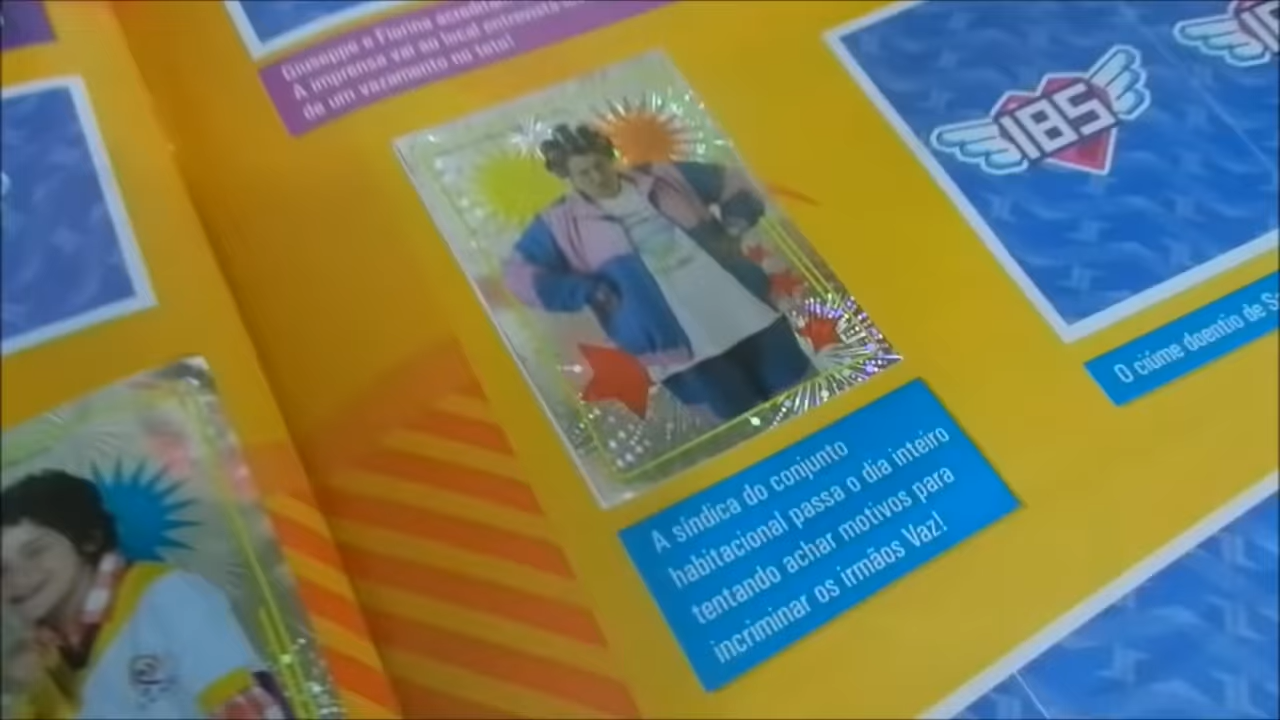 Giuseppe e Fiorina
A imprensa vai ao local entrevista
de um vazamento no teto!
185
A síndica do conjunto
habitacional passa o dia inteiro
tentando achar motivos para
incriminar os irmãos Vaz!
O ciúme doentio de